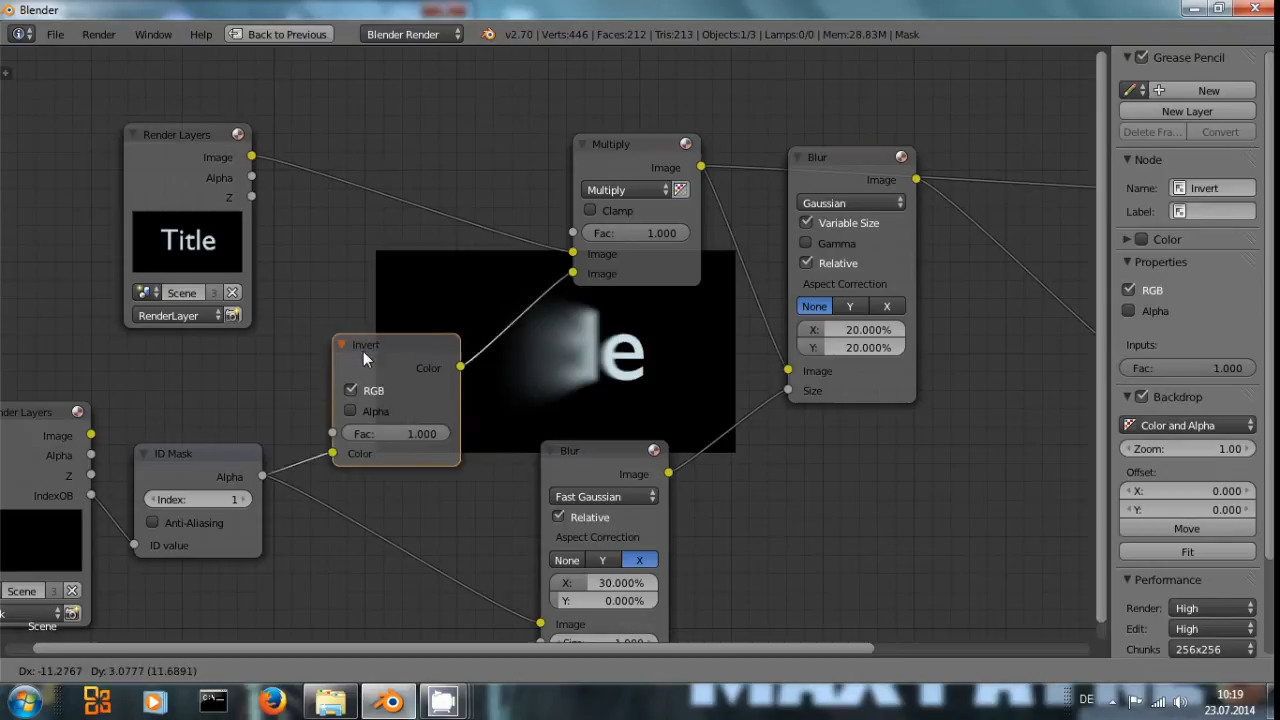 Blender
File Render Window Help Back to Previous Blender Render v2.70 | Verts:446 | Faces:212 | Tris:213 | Objects:1/3 | Lamps:0/0 | Mem:28.83M | Mask
Render Layers
Image
Alpha
Z
Title
Scene 3
RenderLayer
Multiply
Image
Multiply
Clamp
Fac: 1.000
Image
Image
Blur
Image
Gaussian
Variable Size
Gamma
Relative
Aspect Correction
None Y X
X: 20.000%
Y: 20.000%
Image
Size
Invert
Color
RGB
Alpha
Fac: 1.000
Color
e
nder Layers
Image
Alpha
Z
IndexOB
Scene 3
k
Scene
ID Mask
Alpha
Index: 1
Anti-Aliasing
ID value
Blur
Image
Fast Gaussian
Relative
Aspect Correction
None Y X
X: 30.000%
Y: 0.000%
Image
Size 1.000
Grease Pencil
New
New Layer
Delete Fra... Convert
Node
Name: Invert
Label:
Color
Properties
RGB
Alpha
Inputs:
Fac: 1.000
Backdrop
Color and Alpha
Zoom: 1.00
Offset:
X: 0.000
Y: 0.000
Move
Fit
Performance
Render: High
Edit: High
Chunks 256x256
Dx: -11.2767 Dy: 3.0777 (11.6891)
DE
10:19
23.07.2014